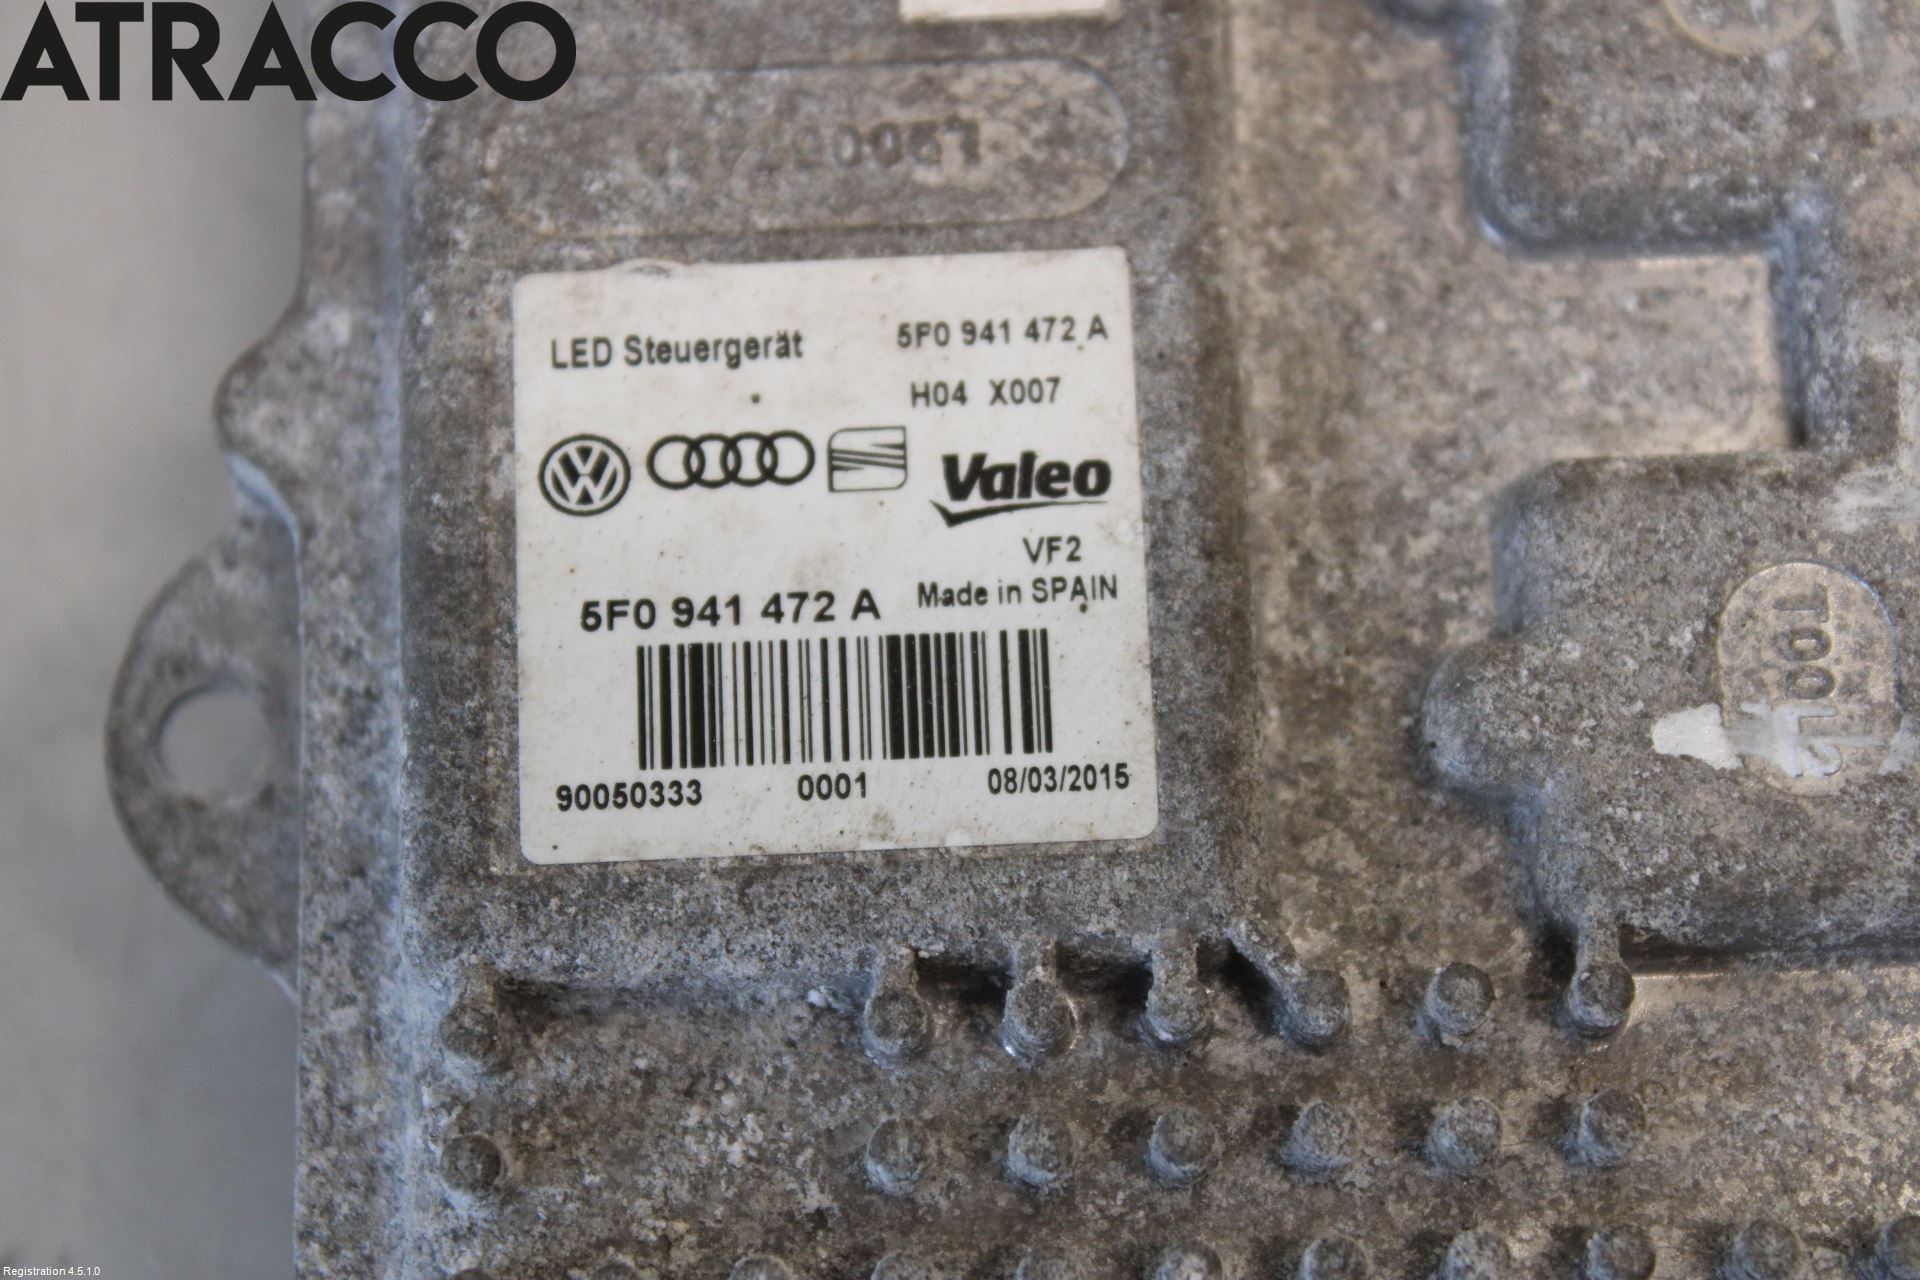 ATRACCO
LED Steuergerät
5F0 941 472 A
H04 X007
Valeo
VF2
Made in SPAIN
5F0 941 472 A
90050333 0001 08/03/2015
TOOL2
Registration 4.5.1.0